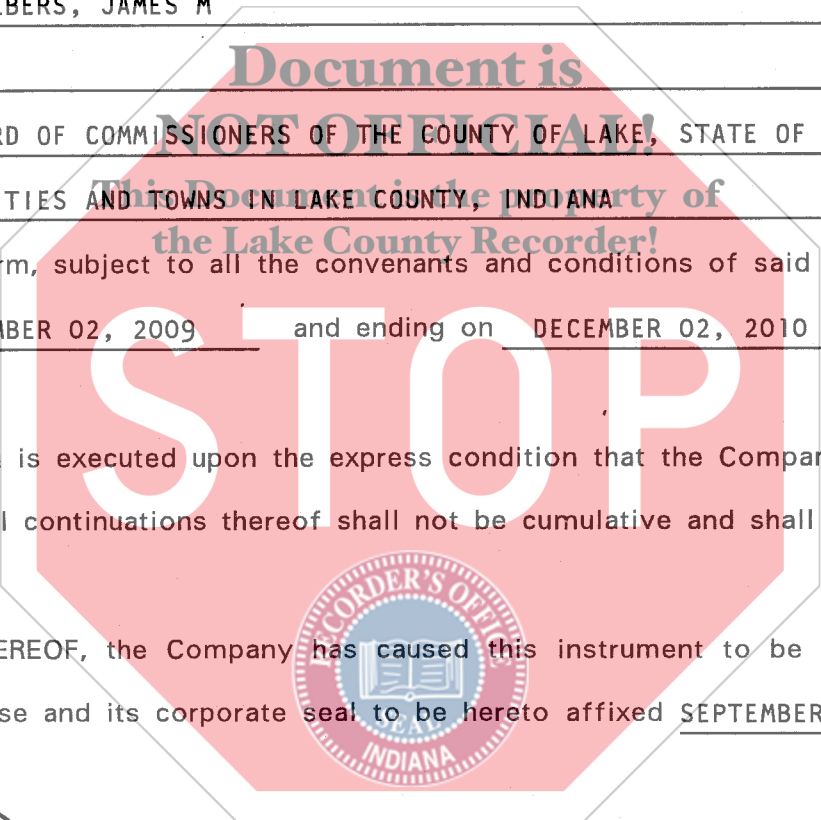 LBERS, JAMES M
Document is
RD OF COMMISSIONERS OF THE COUNTY OF LAKE, STATE OF
NOT OFFICIAL!
TIES AND TOWNS IN LAKE COUNTY, INDIANA
This Document is the property of
the Lake County Recorder!
rm, subject to all the convenants and conditions of said
MBER 02, 2009 and ending on DECEMBER 02, 2010
STOP
is executed upon the express condition that the Compan
l continuations thereof shall not be cumulative and shall
RECORDER'S OFFICE
EREOF, the Company has caused this instrument to be
se and its corporate seal to be hereto affixed SEPTEMBER
SEAL
INDIANA